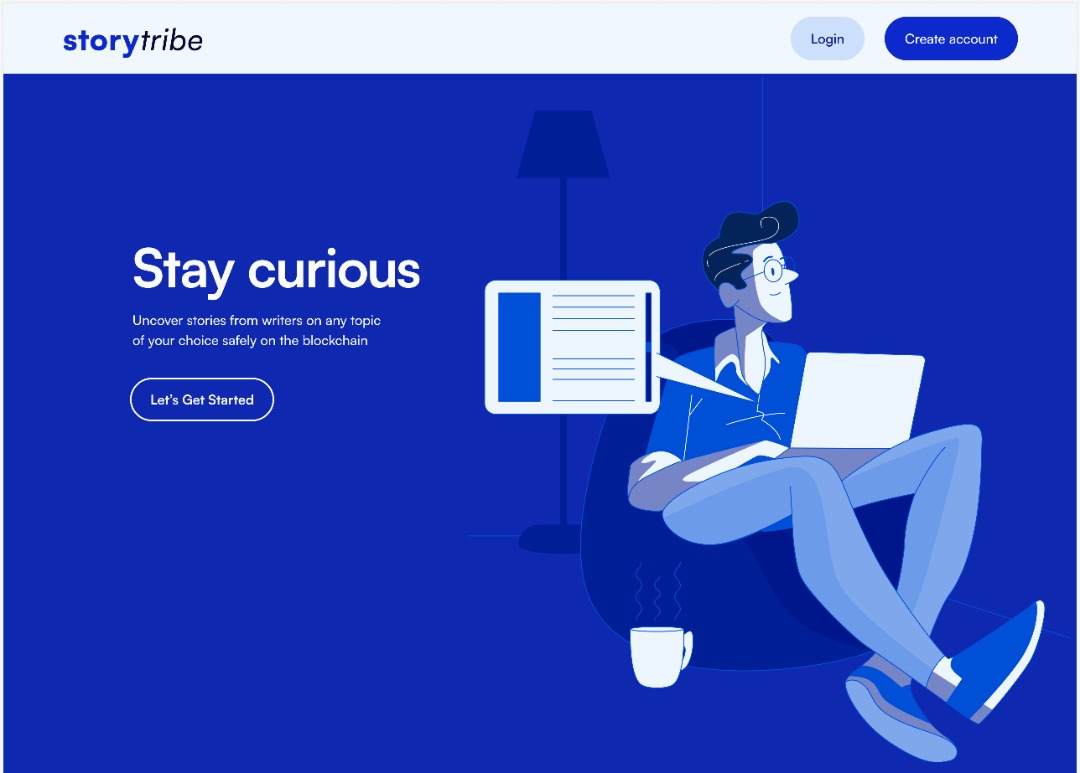 storytribe
Login
Create account
Stay curious
Uncover stories from writers on any topic
of your choice safely on the blockchain
Let's Get Started